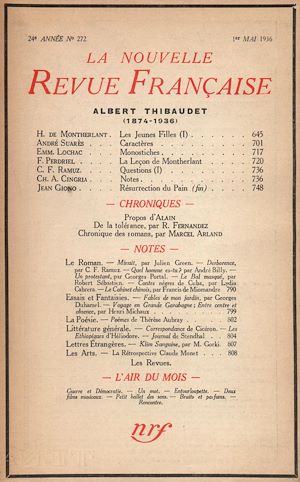 24e ANNÉE No 272
1er MAI 1936
LA NOUVELLE
REVUE FRANÇAISE
ALBERT THIBAUDET
(1874-1936)
H. DE MONTHERLANT . Les Jeunes Filles (I) . . . . 645
ANDRÉ SUARÈS . . . Caractères . . . . 701
EMM. LOCHAC . . . Monostiches . . . . 717
F. PERDRIEL . . . La Leçon de Montherlant . 720
C. F. RAMUZ. . . . Questions (I) . . . . 736
CH. A. CINGRIA . . . Notes . . . . 736
JEAN GIONO . . . . Résurrection du Pain (fin) . . 748
— CHRONIQUES —
Propos d'ALAIN
De la tolérance, par R. FERNANDEZ
Chronique des romans, par MARCEL ARLAND
— NOTES —
Le Roman. — Minuit, par Julien Green. — Derborence,
par C. F. Ramuz. — Quel homme es-tu ? par André Billy.
Un protestant, par Georges Portal. — Le Bal masqué, par
Robert Sébastien. — Contes nègres de Cuba, par Lydia
Cabrera. — Le Cabinet chinois, par Francis de Miomandre. 790
Essais et Fantaisies. — Fables de mon jardin, par Georges
Duhamel. — Voyage en Grande Garabagne ; Entre centre et
absence, par Henri Michaux . . . . 799
La Poésie. — Poèmes de Thérèse Aubray . . . . 802
Littérature générale. — Correspondance de Cicéron. — Les
Ethiopiques d'Héliodore. — Journal de Stendhal . . . 804
Lettres Étrangères. — Klim Samguine, par M. Gorki. . 807
Les Arts. — La Rétrospective Claude Monet . . . 808
Les Revues.
— L'AIR DU MOIS —
Guerre et Démocratie. — Un mot. — Entourloupette. — Deux
films musicaux. — Petit ballet des sens. — Bruits et parfums. —
Rencontre.
nrf